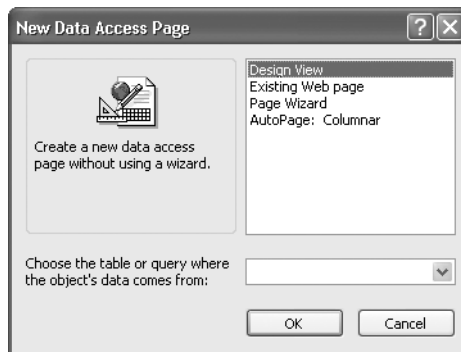 New Data Access Page
Design View
Existing Web page
Page Wizard
AutoPage: Columnar
Create a new data access
page without using a wizard.
Choose the table or query where
the object's data comes from:
OK
Cancel